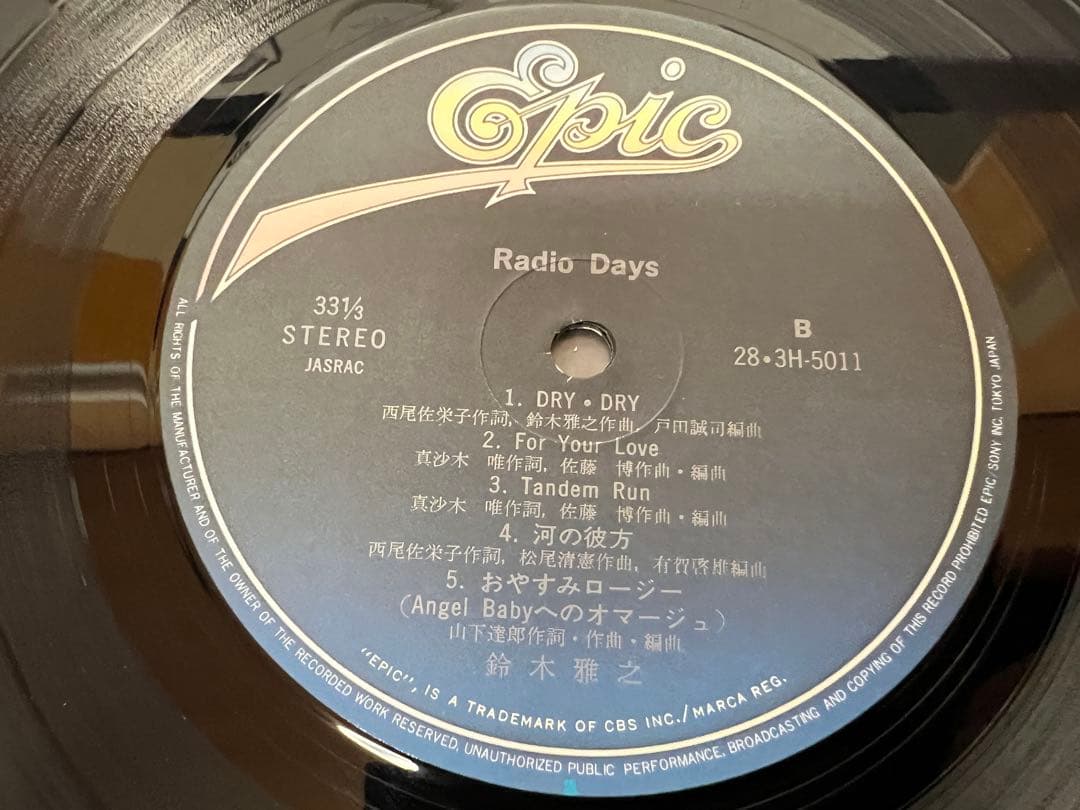 Epic
Radio Days
33⅓
STEREO
JASRAC
B
28•3H-5011
1. DRY・DRY
西尾佐栄子作詞, 鈴木雅之作曲, 戸田誠司編曲
2. For Your Love
真沙木 唯作詞, 佐藤 博作曲・編曲
3. Tandem Run
真沙木 唯作詞, 佐藤 博作曲・編曲
4. 河の彼方
西尾佐栄子作詞, 松尾清憲作曲, 有賀啓雄編曲
5. おやすみロージー
(Angel Babyへのオマージュ)
山下達郎作詞・作曲・編曲
鈴木雅之
"EPIC", IS A TRADEMARK OF CBS INC./MARCA REG.
ALL RIGHTS OF THE MANUFACTURER AND OF THE OWNER OF THE RECORDED WORK RESERVED, UNAUTHORIZED PUBLIC PERFORMANCE, BROADCASTING AND COPYING OF THIS RECORD PROHIBITED EPIC/SONY INC. TOKYO JAPAN